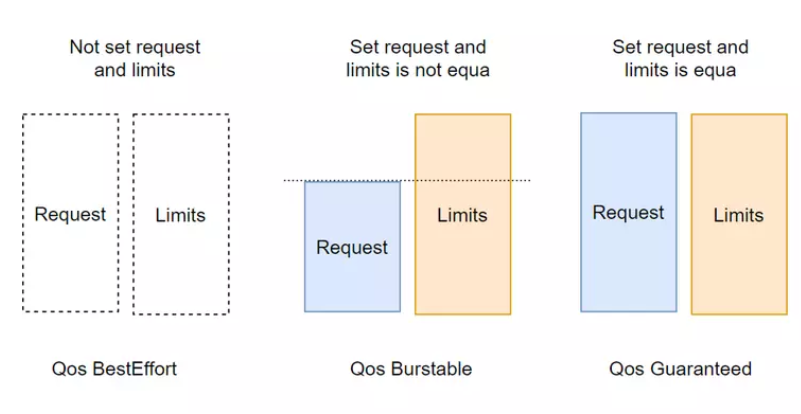 Not set request
and limits
Set request and
limits is not equa
Set request and
limits is equa
Request
Limits
Request
Limits
Request
Limits
Qos BestEffort
Qos Burstable
Qos Guaranteed